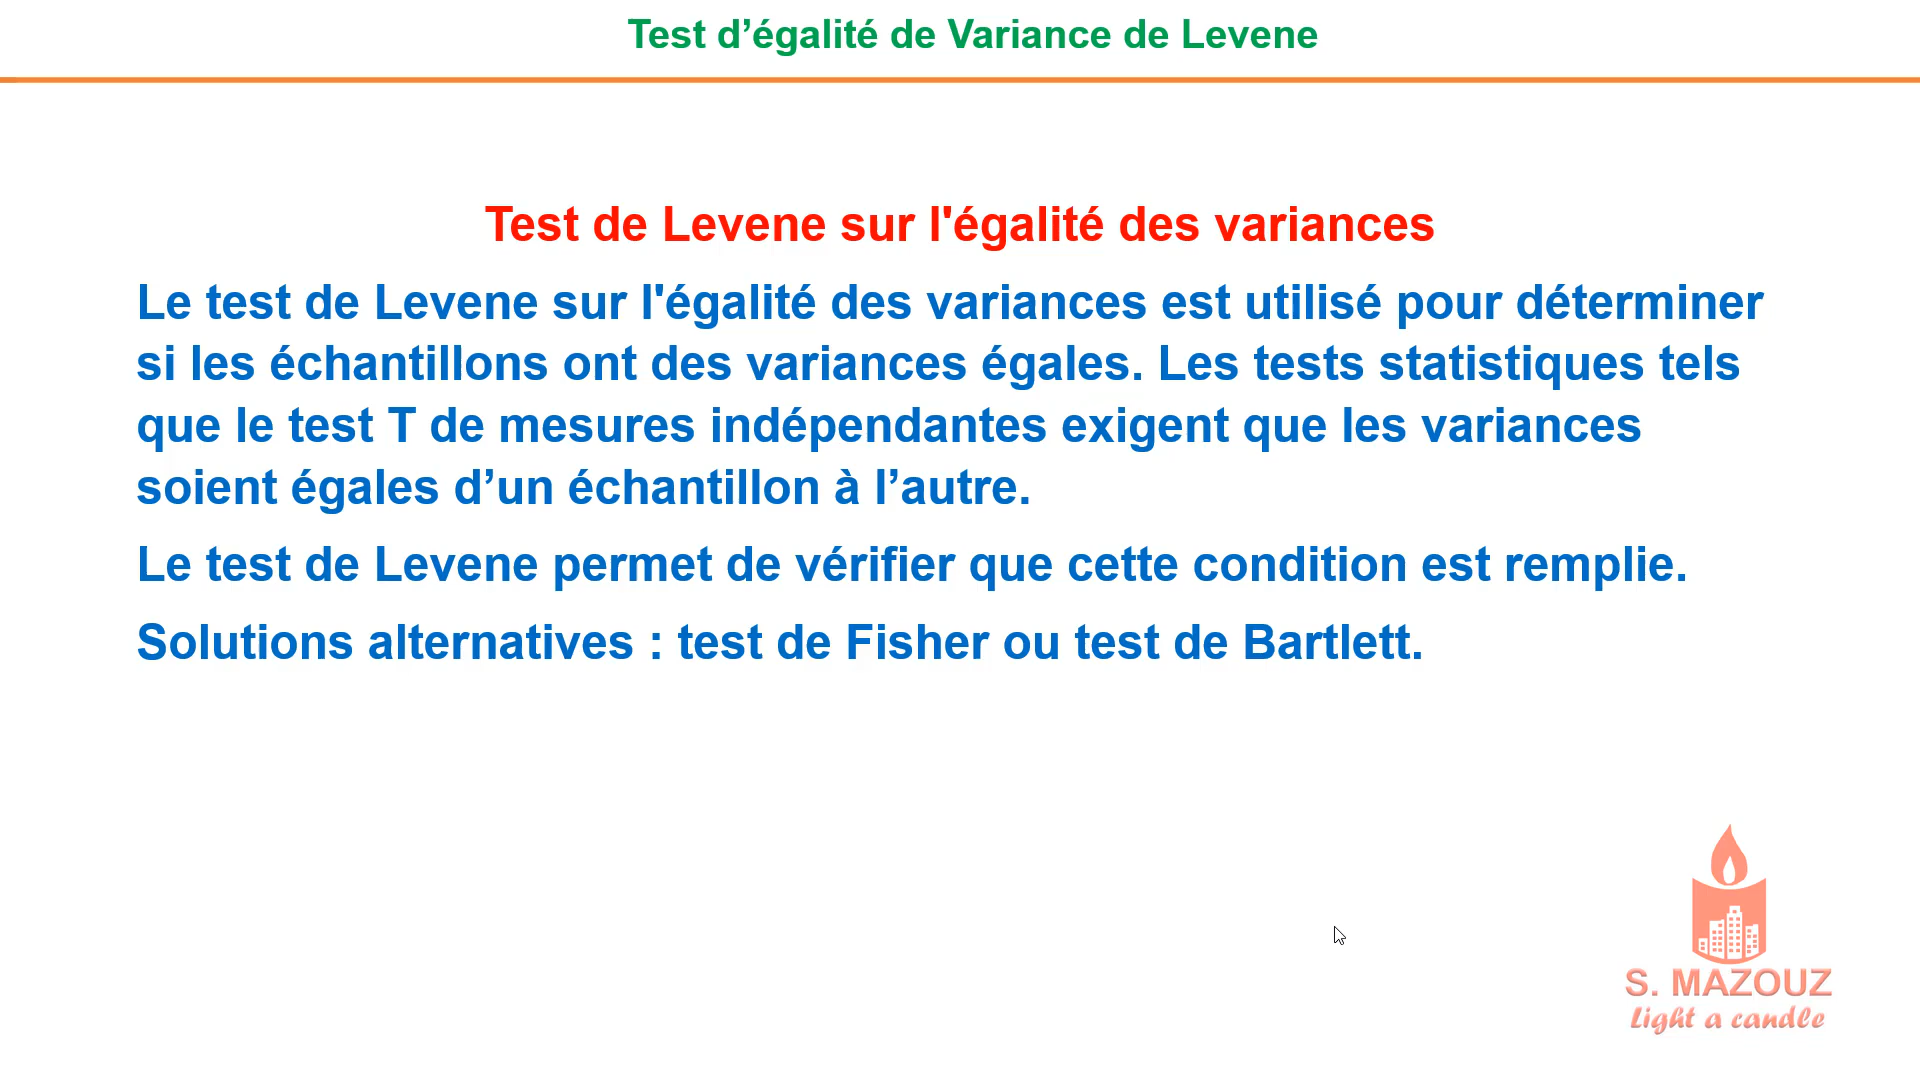 Test d’égalité de Variance de Levene
Test de Levene sur l'égalité des variances
Le test de Levene sur l'égalité des variances est utilisé pour déterminer
si les échantillons ont des variances égales. Les tests statistiques tels
que le test T de mesures indépendantes exigent que les variances
soient égales d’un échantillon à l’autre.
Le test de Levene permet de vérifier que cette condition est remplie.
Solutions alternatives : test de Fisher ou test de Bartlett.
S. MAZOUZ
Light a candle